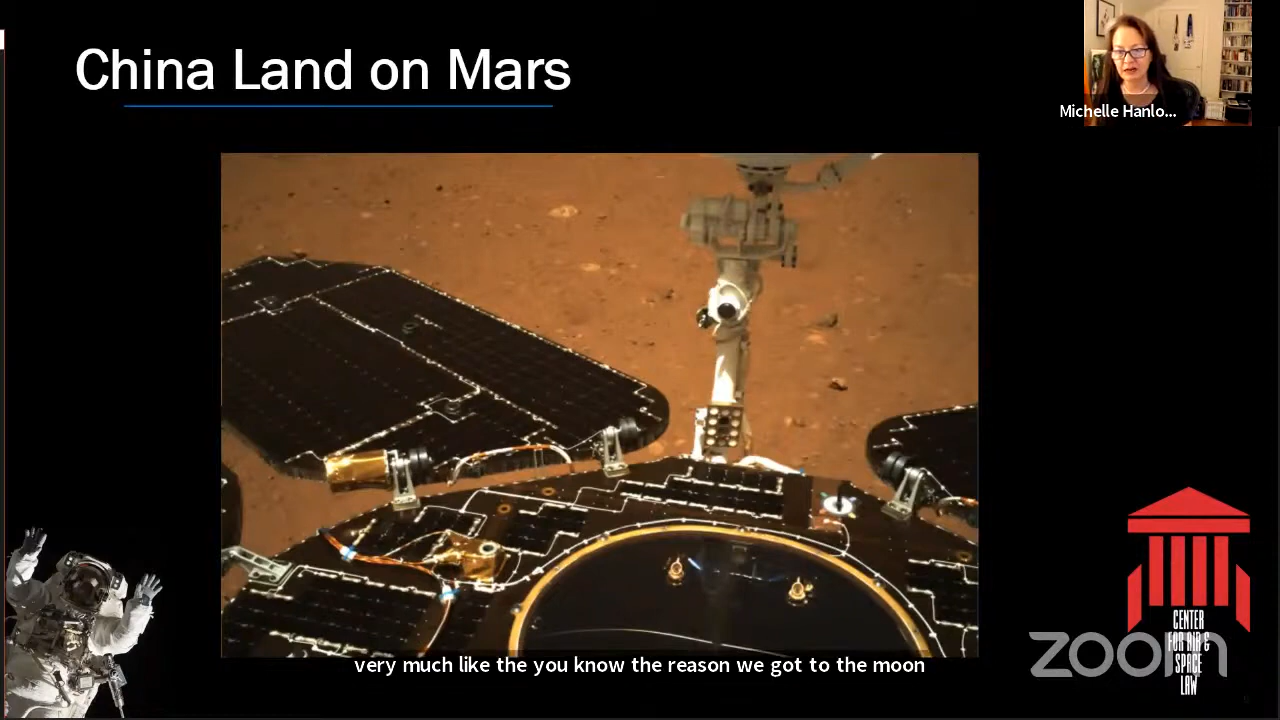 China Land on Mars
Michelle Hanlo...
very much like the you know the reason we got to the moon
zoom
CENTER
FOR AIR &
SPACE
LAW